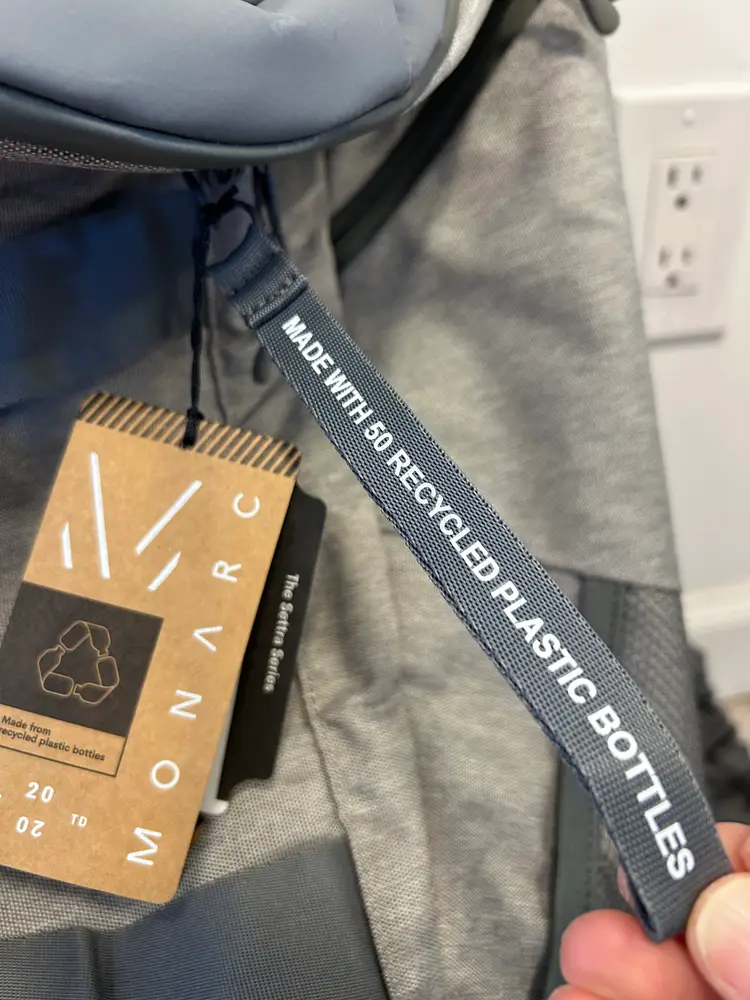 MADE WITH 50 RECYCLED PLASTIC BOTTLES
MONARC
The Settra Series
Made from
recycled plastic bottles
20
20
TD